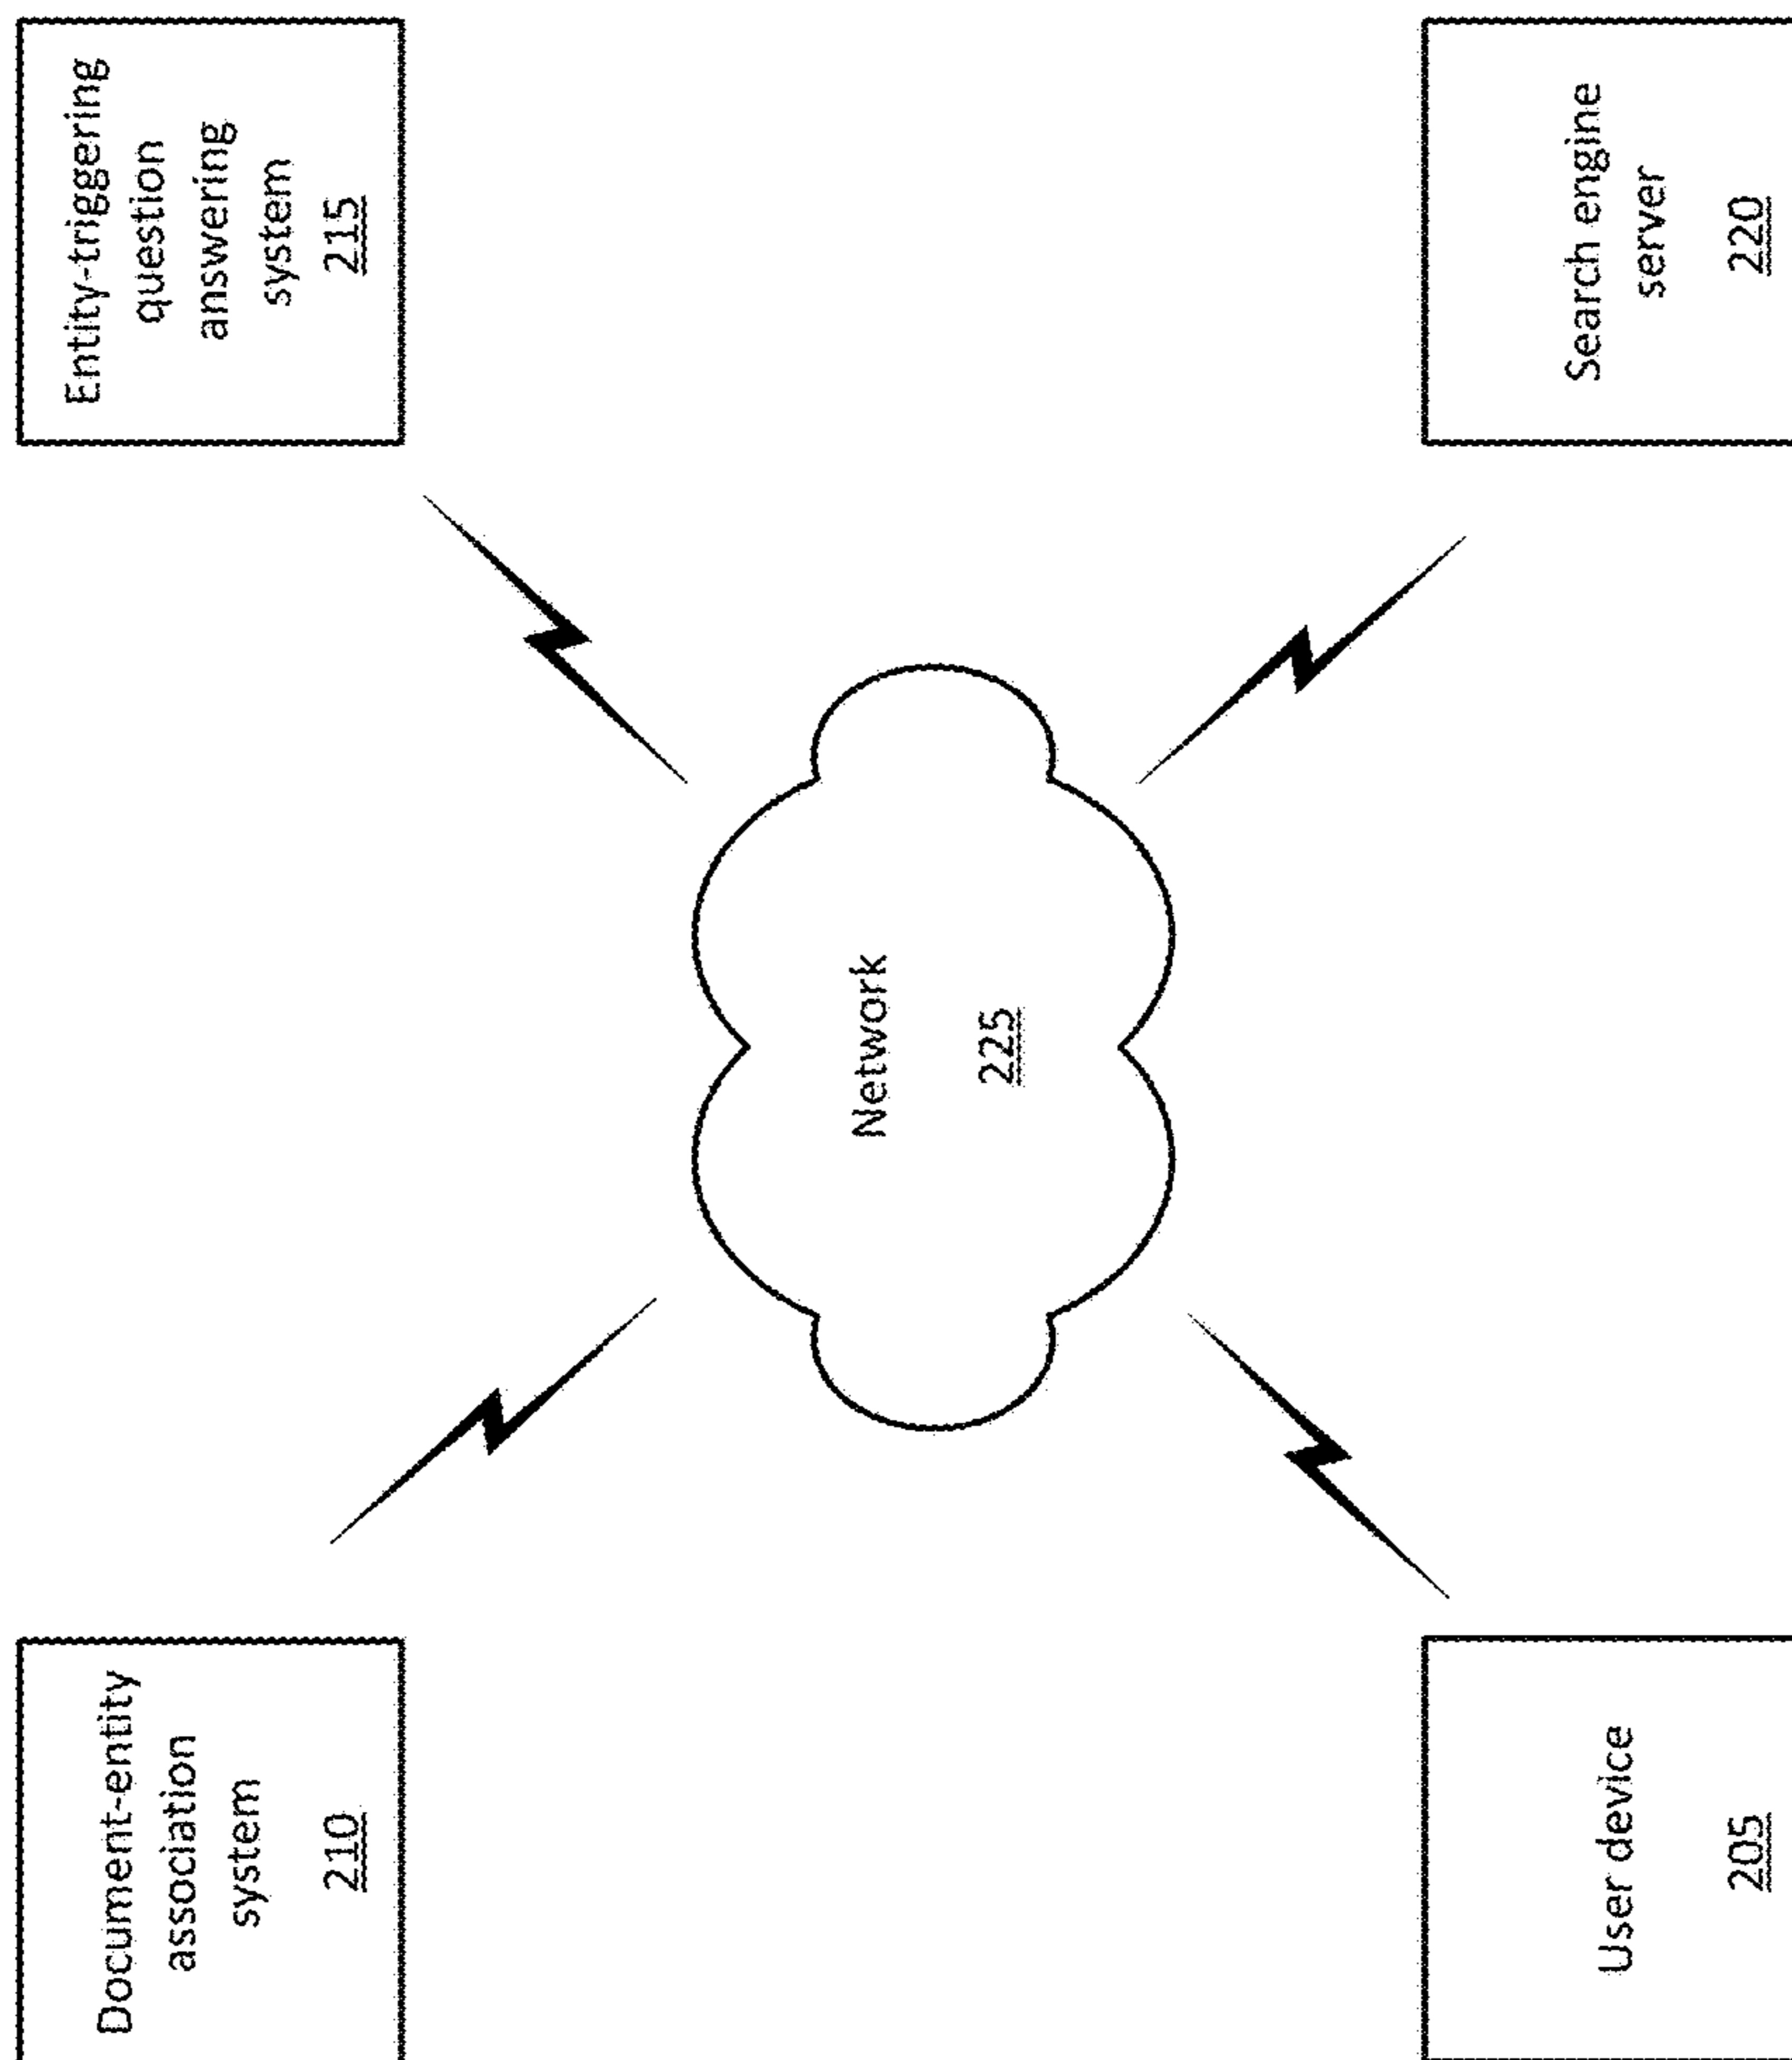 Document-entity
association
system
210
Entity-triggering
question
answering
system
215
Network
225
User device
205
Search engine
server
220